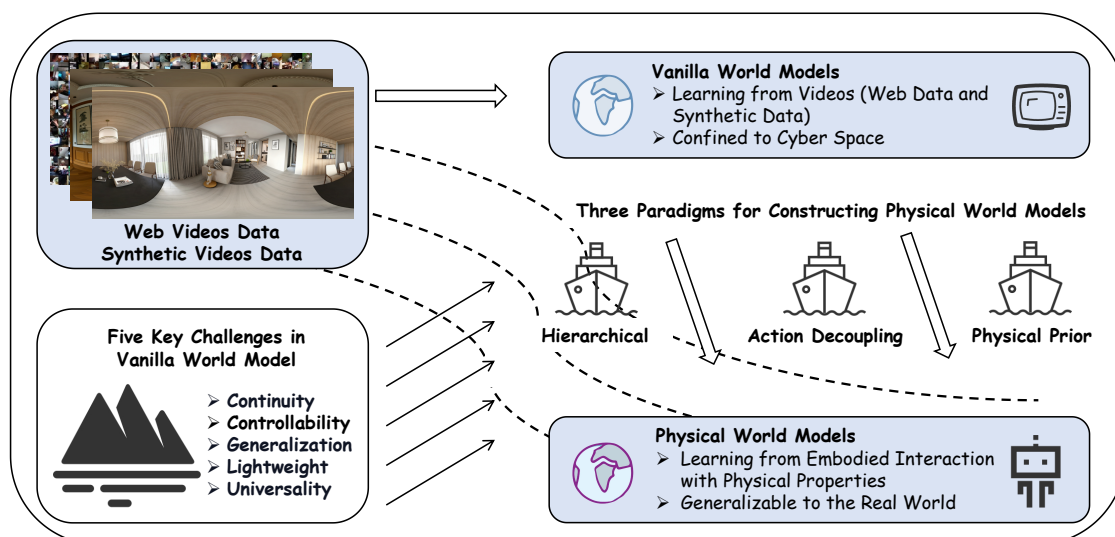 Web Videos Data
Synthetic Videos Data
Vanilla World Models
➢ Learning from Videos (Web Data and
Synthetic Data)
➢ Confined to Cyber Space
Three Paradigms for Constructing Physical World Models
Hierarchical
Action Decoupling
Physical Prior
Five Key Challenges in
Vanilla World Model
➢ Continuity
➢ Controllability
➢ Generalization
➢ Lightweight
➢ Universality
Physical World Models
➢ Learning from Embodied Interaction
with Physical Properties
➢ Generalizable to the Real World